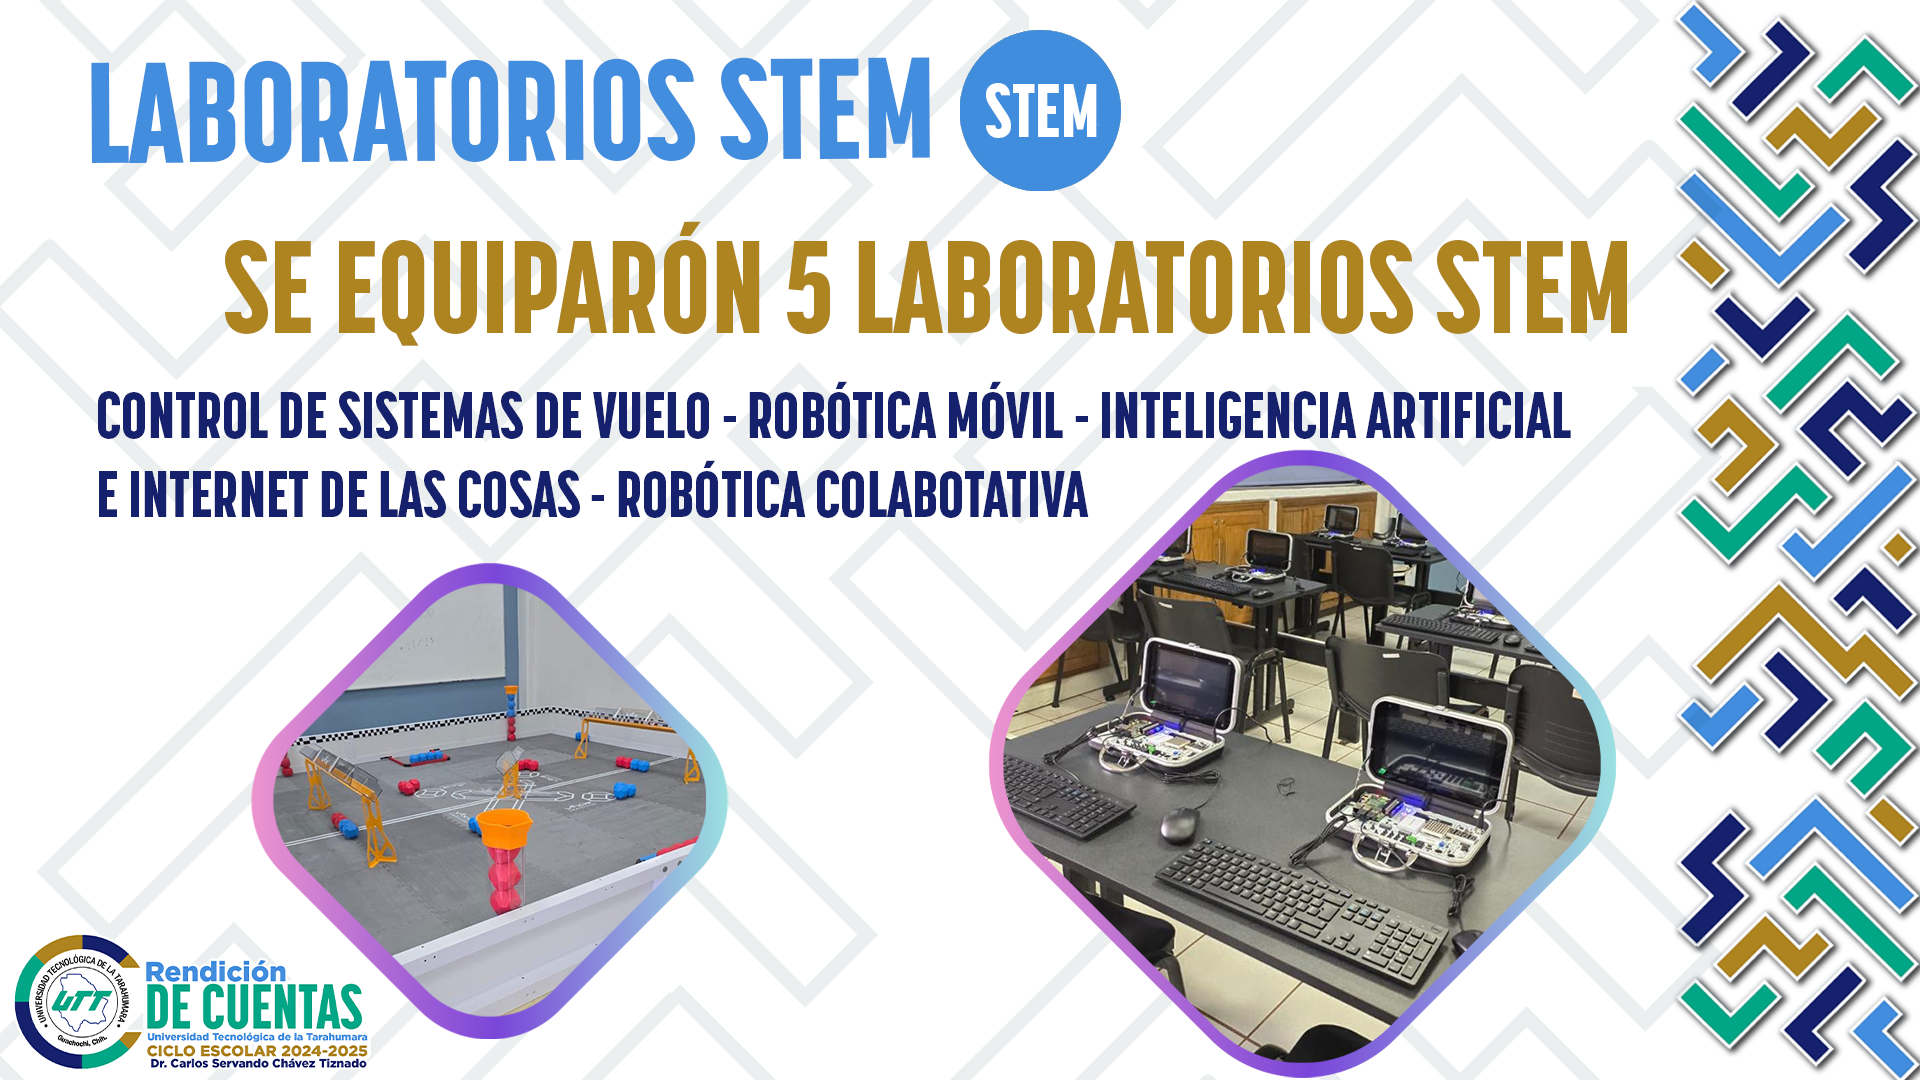 LABORATORIOS STEM
STEM
SE EQUIPARÓN 5 LABORATORIOS STEM
CONTROL DE SISTEMAS DE VUELO - ROBÓTICA MÓVIL - INTELIGENCIA ARTIFICIAL
E INTERNET DE LAS COSAS - ROBÓTICA COLABOTATIVA
UNIVERSIDAD TECNOLÓGICA DE LA TARAHUMARA
UTT
Guachochi, Chih.
Rendición
DE CUENTAS
Universidad Tecnológica de la Tarahumara
CICLO ESCOLAR 2024-2025
Dr. Carlos Servando Chávez Tiznado